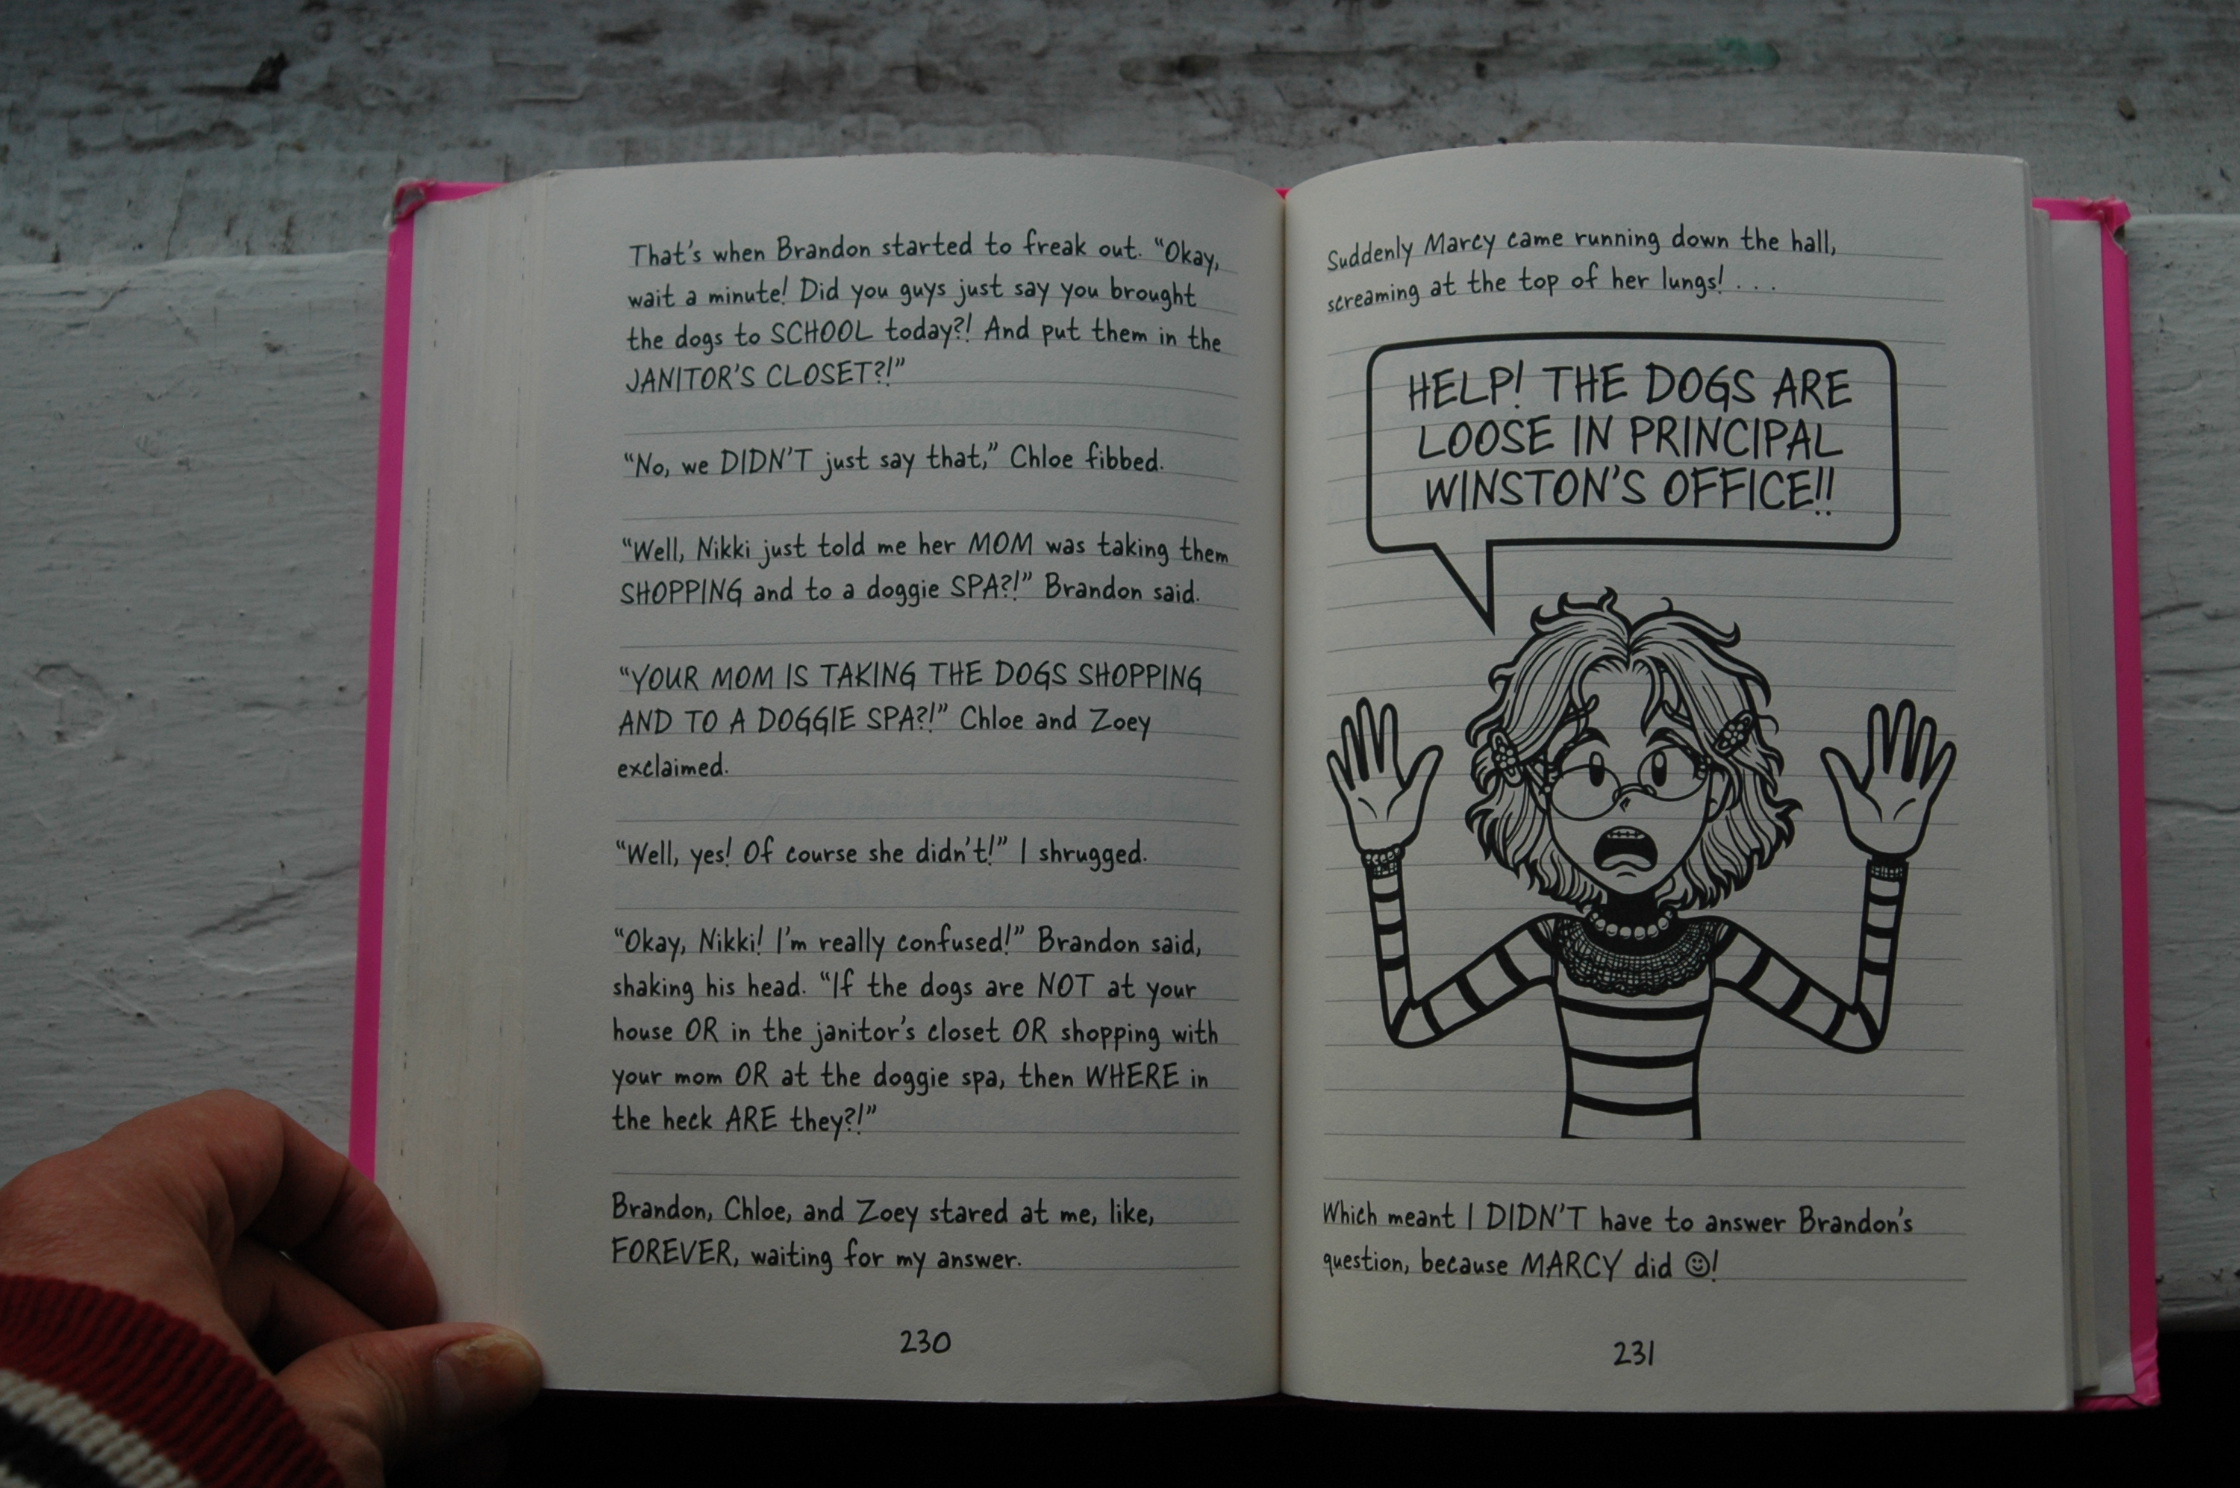 That's when Brandon started to freak out. "Okay,
wait a minute! Did you guys just say you brought
the dogs to SCHOOL today?! And put them in the
JANITOR'S CLOSET?!"
"No, we DIDN'T just say that," Chloe fibbed.
"Well, Nikki just told me her MOM was taking them
SHOPPING and to a doggie SPA?!" Brandon said.
"YOUR MOM IS TAKING THE DOGS SHOPPING
AND TO A DOGGIE SPA?!" Chloe and Zoey
exclaimed.
"Well, yes! Of course she didn't!" I shrugged.
"Okay, Nikki! I'm really confused!" Brandon said,
shaking his head. "If the dogs are NOT at your
house OR in the janitor's closet OR shopping with
your mom OR at the doggie spa, then WHERE in
the heck ARE they?!"
Brandon, Chloe, and Zoey stared at me, like,
FOREVER, waiting for my answer.
230
Suddenly Marcy came running down the hall,
screaming at the top of her lungs! . . .
HELP! THE DOGS ARE
LOOSE IN PRINCIPAL
WINSTON'S OFFICE!!
Which meant I DIDN'T have to answer Brandon's
question, because MARCY did ☺!
231